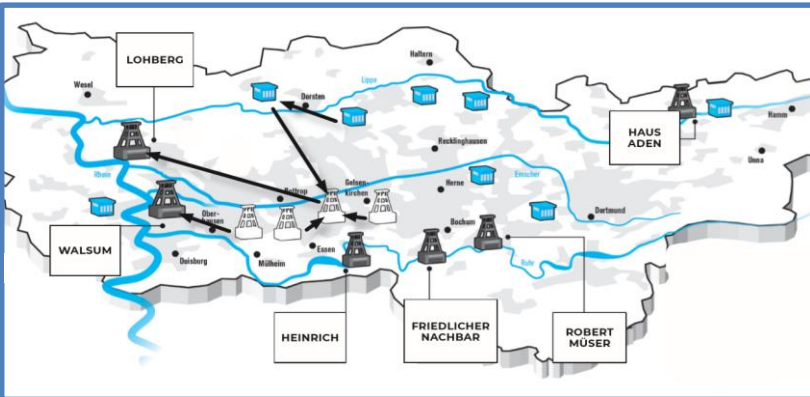 LOHBERG
Haltern
Wesel
Lippe
Dorsten
Hamm
HAUS
ADEN
Recklinghausen
Unna
Rhein
Gelsen-
kirchen
Bottrop
Herne
Emscher
Ober-
hausen
Dortmund
Bochum
WALSUM
Essen
Duisburg
Mülheim
Ruhr
HEINRICH
FRIEDLICHER
NACHBAR
ROBERT
MÜSER